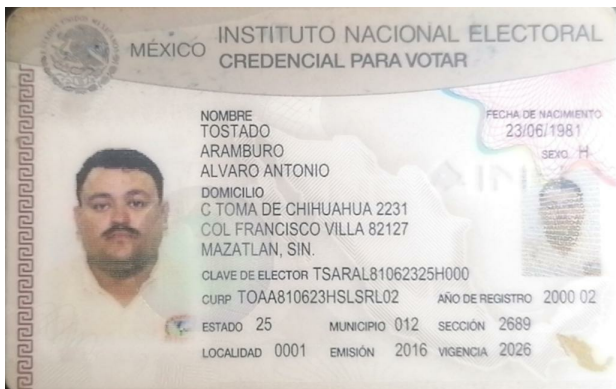 MÉXICO INSTITUTO NACIONAL ELECTORAL
CREDENCIAL PARA VOTAR
NOMBRE
TOSTADO
ARAMBURO
ALVARO ANTONIO
FECHA DE NACIMIENTO
23/06/1981
SEXO H
DOMICILIO
C TOMA DE CHIHUAHUA 2231
COL FRANCISCO VILLA 82127
MAZATLAN, SIN.
CLAVE DE ELECTOR TSARAL81062325H000
CURP TOAA810623HSLSRL02 AÑO DE REGISTRO 2000 02
ESTADO 25 MUNICIPIO 012 SECCIÓN 2689
LOCALIDAD 0001 EMISIÓN 2016 VIGENCIA 2026